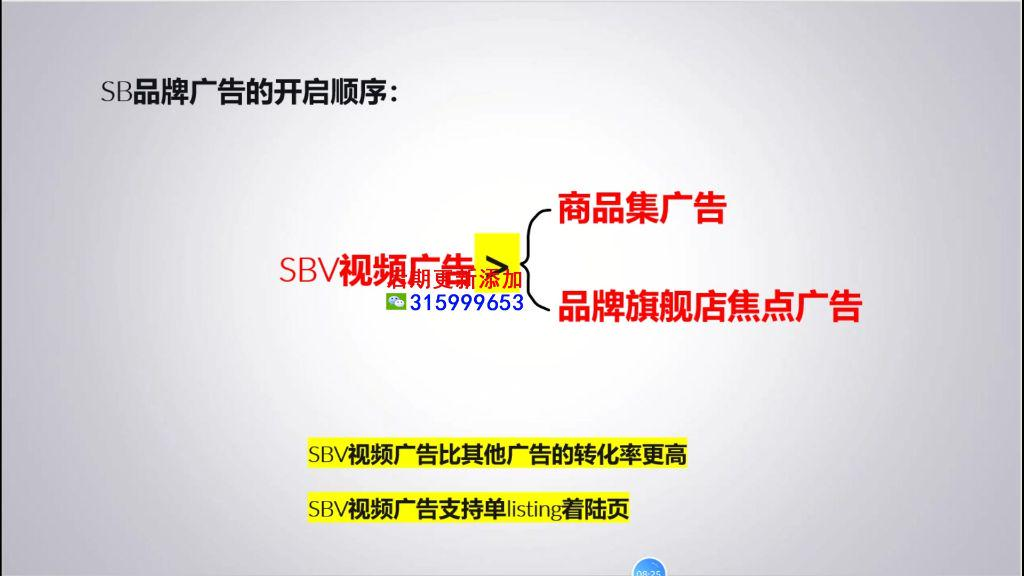 SB品牌广告的开启顺序：
商品集广告
SBV视频广告 >
后期更新添加
315999653
品牌旗舰店焦点广告
SBV视频广告比其他广告的转化率更高
SBV视频广告支持单listing着陆页
08:25